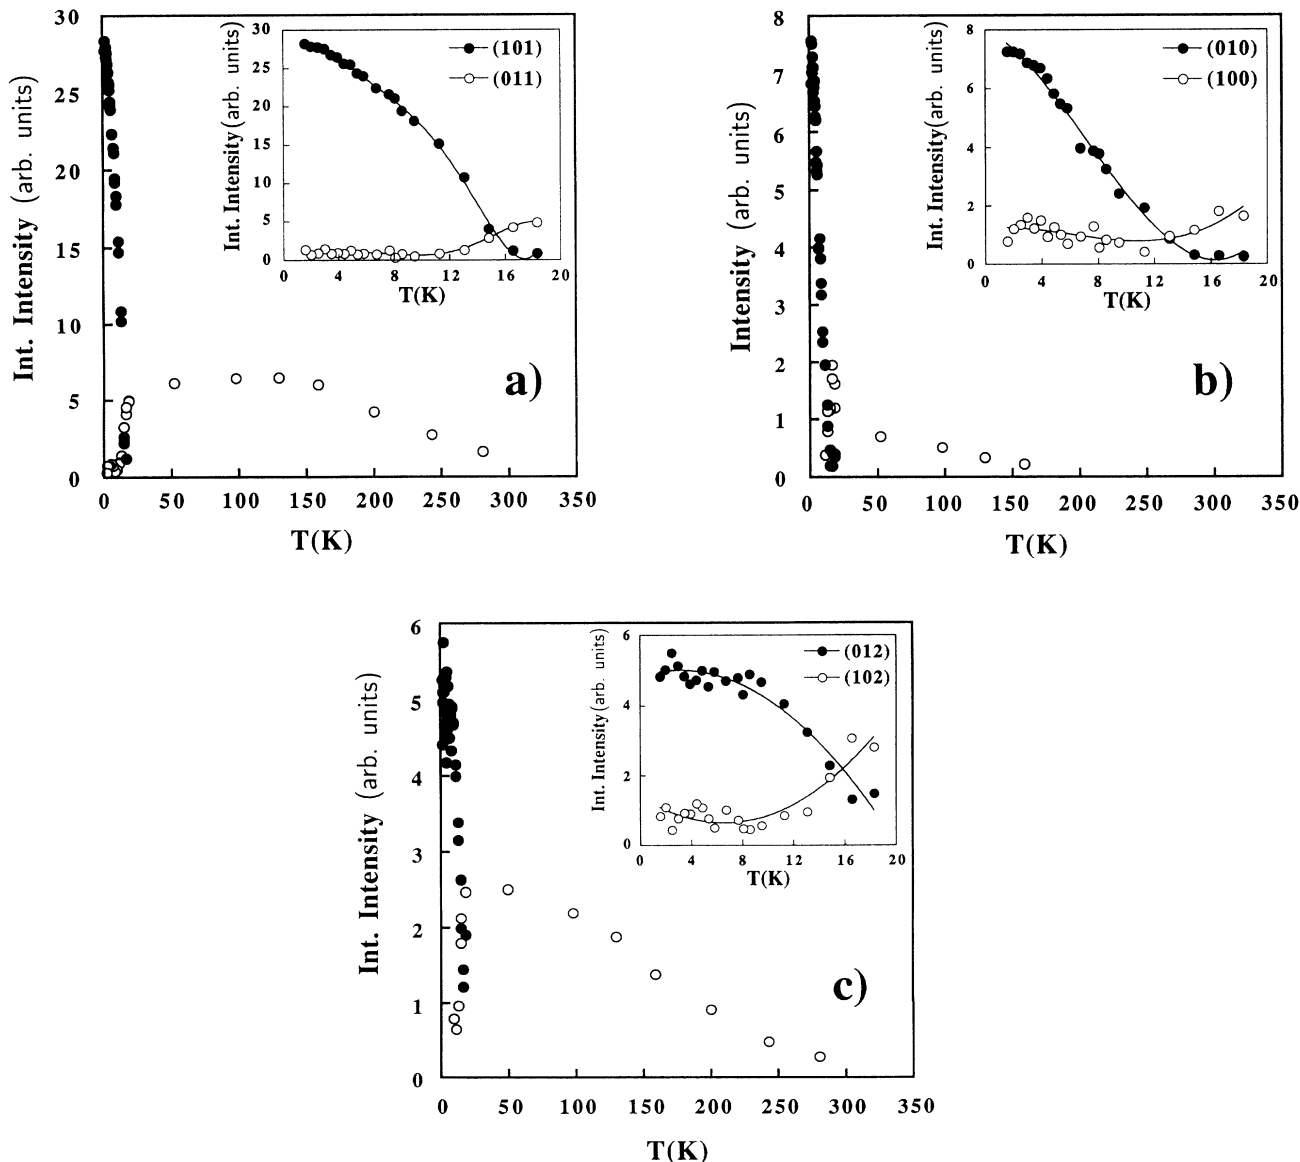 30
25
20
15
10
5
0
0 50 100 150 200 250 300 350
Int. Intensity (arb. units)
T(K)
a)
30
25
20
15
10
5
0
0 4 8 12 16 20
Int. Intensity (arb. units)
T(K)
(101)
(011)
8
7
6
5
4
3
2
1
0
0 50 100 150 200 250 300 350
Intensity (arb. units)
T(K)
b)
8
6
4
2
0
0 4 8 12 16 20
Int. Intensity(arb. units)
T(K)
(010)
(100)
6
5
4
3
2
1
0
0 50 100 150 200 250 300 350
Int. Intensity (arb. units)
T(K)
c)
6
4
2
0
0 4 8 12 16 20
Int. Intensity (arb. units)
T(K)
(012)
(102)